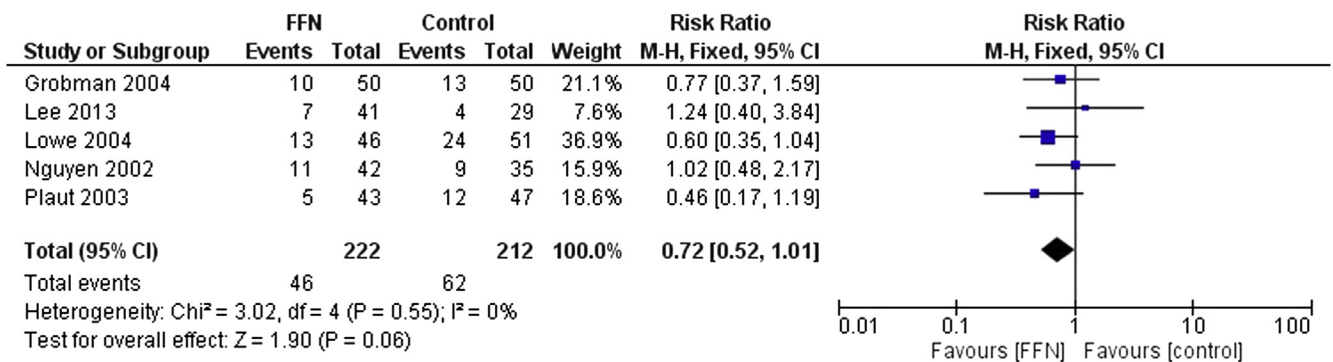 FFN Control Risk Ratio Risk Ratio
Study or Subgroup Events Total Events Total Weight M-H, Fixed, 95% CI M-H, Fixed, 95% CI
Grobman 2004 10 50 13 50 21.1% 0.77 [0.37, 1.59]
Lee 2013 7 41 4 29 7.6% 1.24 [0.40, 3.84]
Lowe 2004 13 46 24 51 36.9% 0.60 [0.35, 1.04]
Nguyen 2002 11 42 9 35 15.9% 1.02 [0.48, 2.17]
Plaut 2003 5 43 12 47 18.6% 0.46 [0.17, 1.19]
Total (95% CI) 222 212 100.0% 0.72 [0.52, 1.01]
Total events 46 62
Heterogeneity: Chi² = 3.02, df = 4 (P = 0.55); I² = 0%
Test for overall effect: Z = 1.90 (P = 0.06)
0.01 0.1 1 10 100
Favours [FFN] Favours [control]